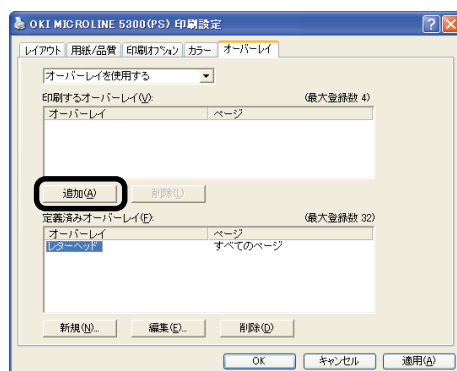 OKI MICROLINE 5300(PS) 印刷設定
レイアウト 用紙/品質 印刷オプション カラー オーバーレイ
オーバーレイを使用する
印刷するオーバーレイ(V): (最大登録数 4)
オーバーレイ ページ
追加(A) 削除(L)
定義済みオーバーレイ(F): (最大登録数 32)
オーバーレイ ページ
レターヘッド すべてのページ
新規(N)... 編集(E)... 削除(D)
OK キャンセル 適用(A)